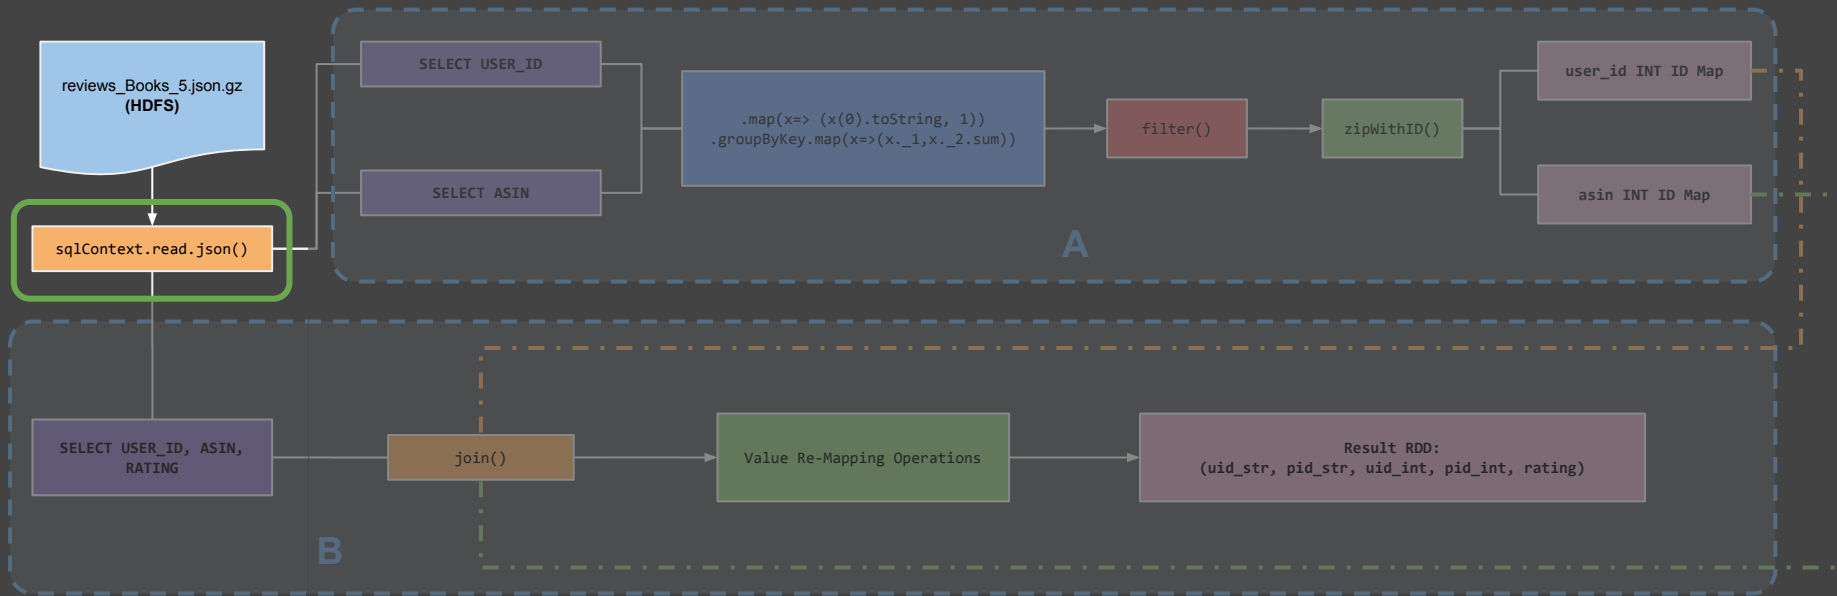 reviews_Books_5.json.gz
(HDFS)
sqlContext.read.json()
SELECT USER_ID
SELECT ASIN
.map(x=> (x(0).toString, 1))
.groupByKey.map(x=>(x._1,x._2.sum))
filter()
zipWithID()
user_id INT ID Map
asin INT ID Map
A
SELECT USER_ID, ASIN,
RATING
join()
Value Re-Mapping Operations
Result RDD:
(uid_str, pid_str, uid_int, pid_int, rating)
B